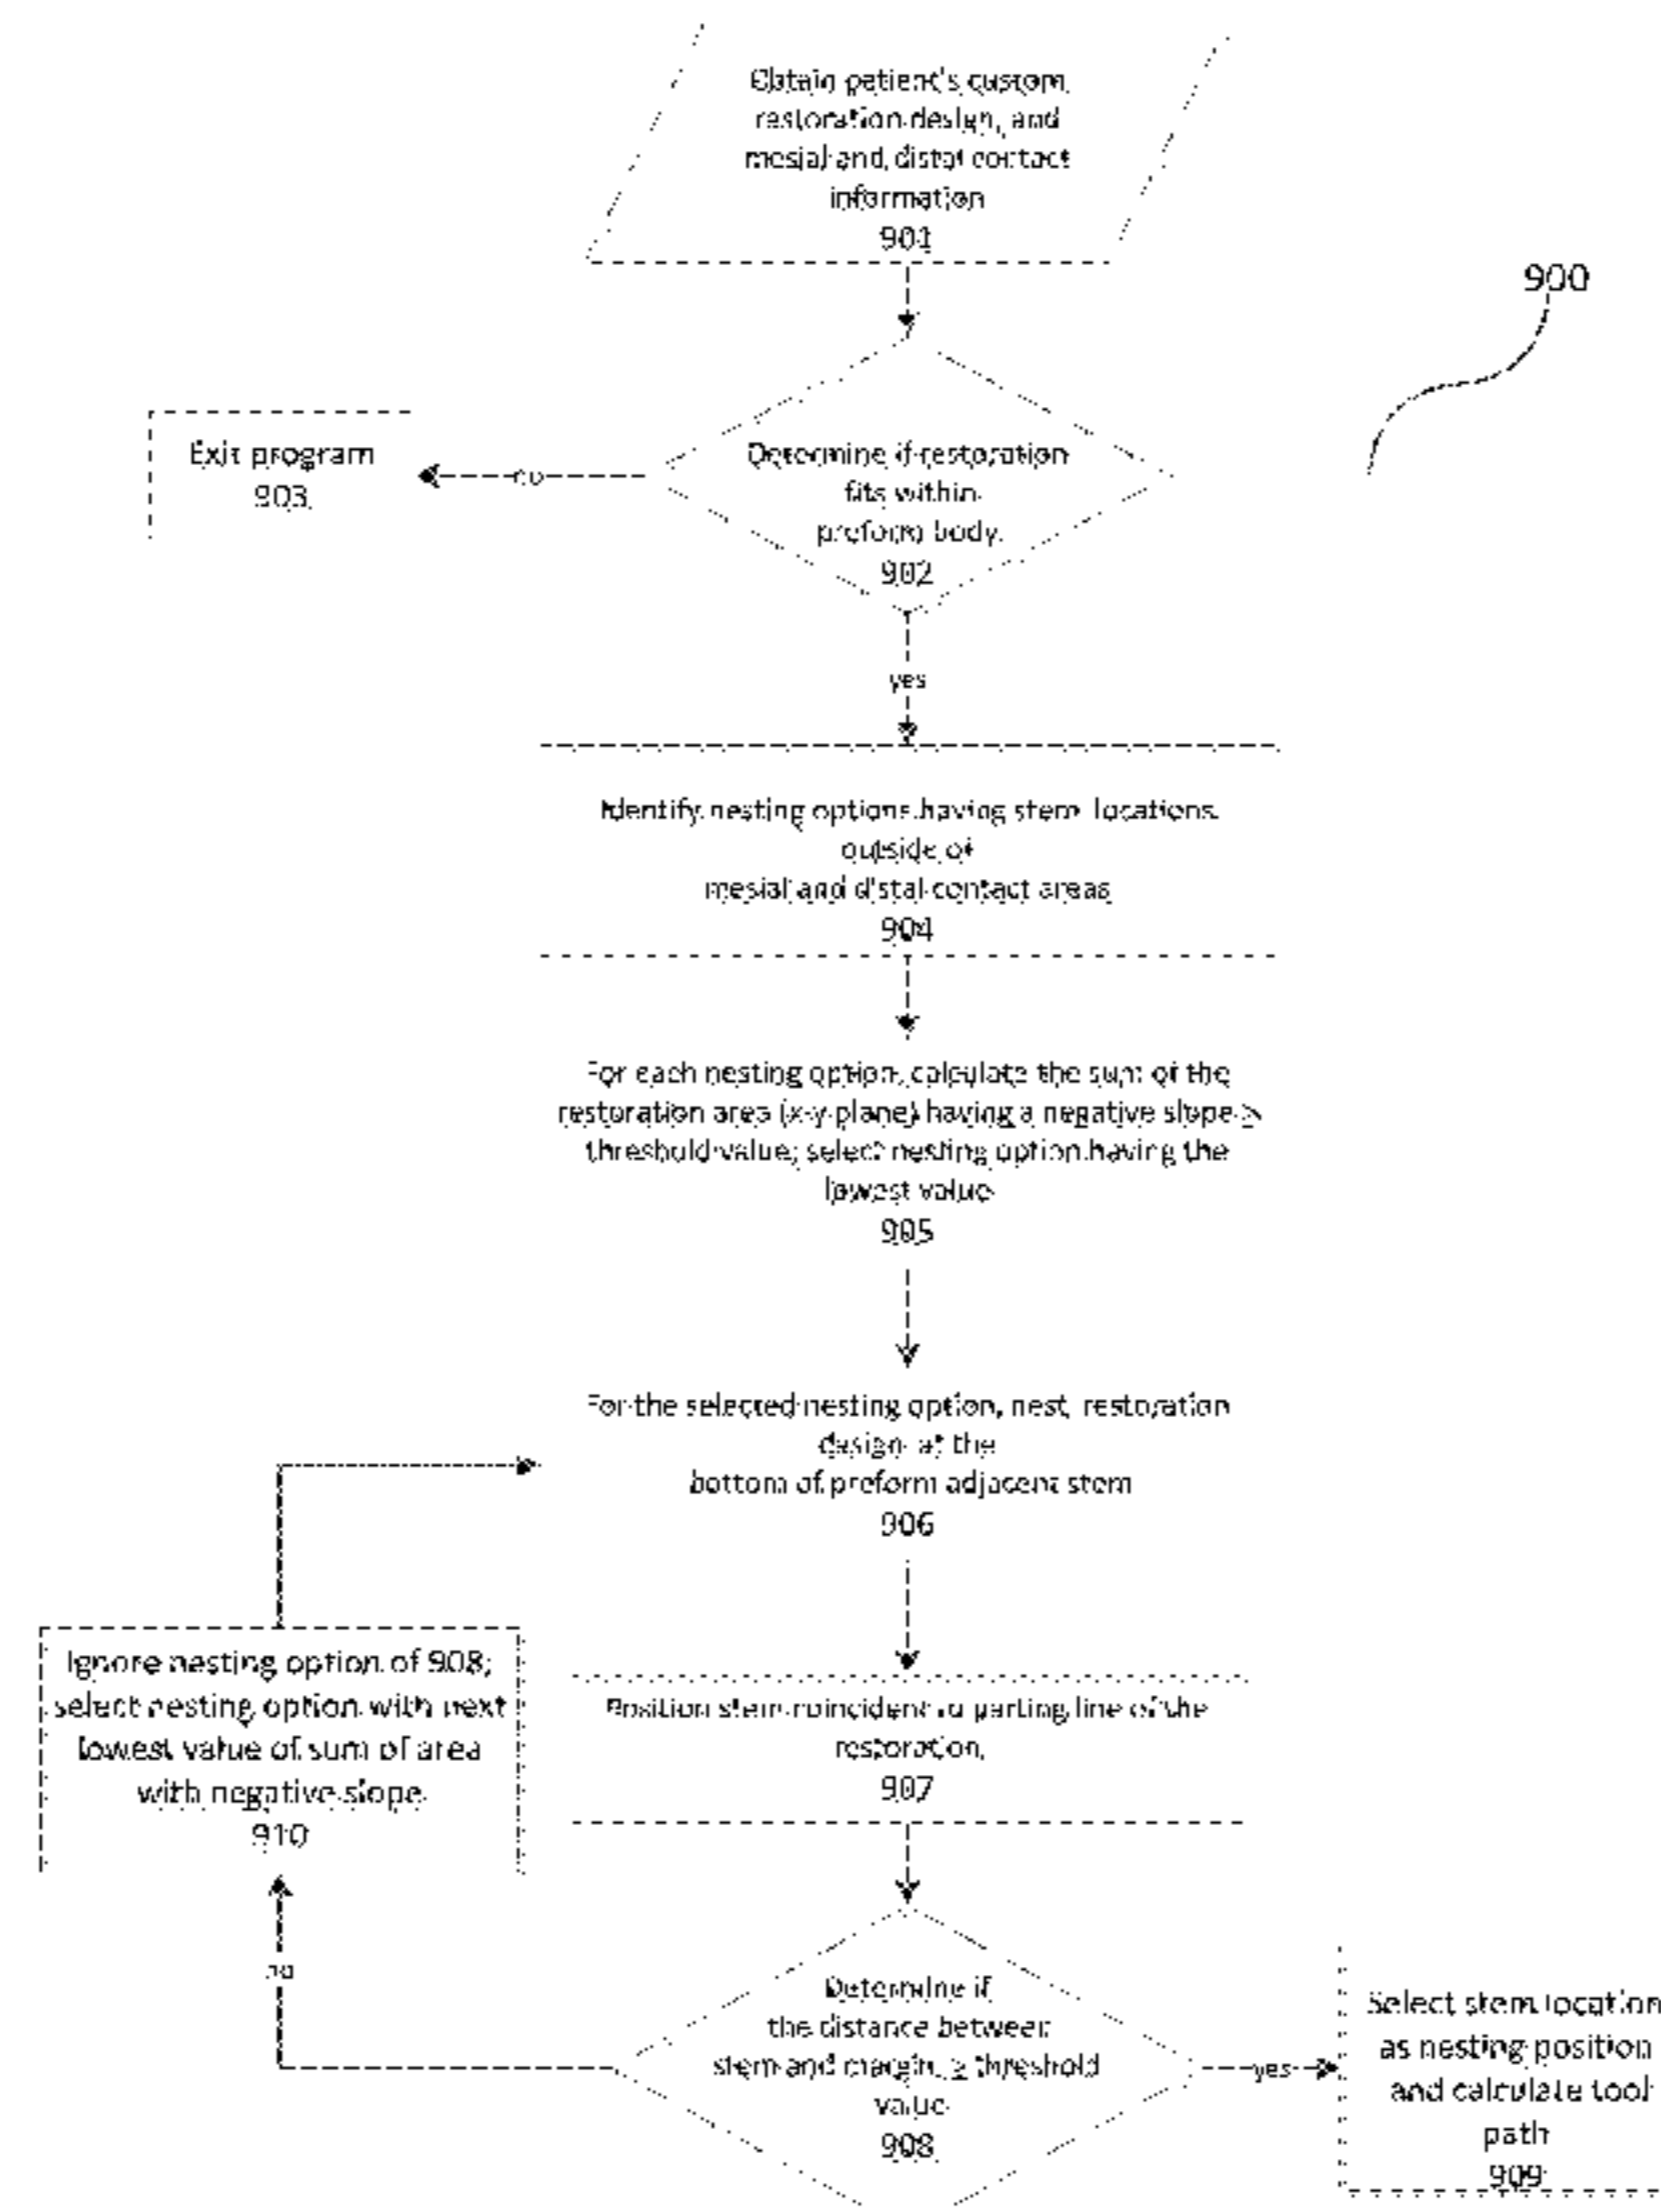 Obtain patient's custom
restoration design, and
mesial and distal contact
information
901
900
Exit program
903
no
Determine if restoration
fits within
preform body.
902
yes
Identify nesting options having stem locations
outside of
mesial and distal contact areas
904
For each nesting option, calculate the sum of the
restoration area (x-y plane) having a negative slope >
threshold value; select nesting option having the
lowest value
905
For the selected nesting option, nest restoration
design at the
bottom of preform adjacent stem
906
Ignore nesting option of 908;
select nesting option with next
lowest value of sum of area
with negative slope
910
Position stem coincident to parting line of the
restoration
907
no
Determine if
the distance between
stem and margin ≥ threshold
value
908
yes
Select stem location
as nesting position
and calculate tool
path
909